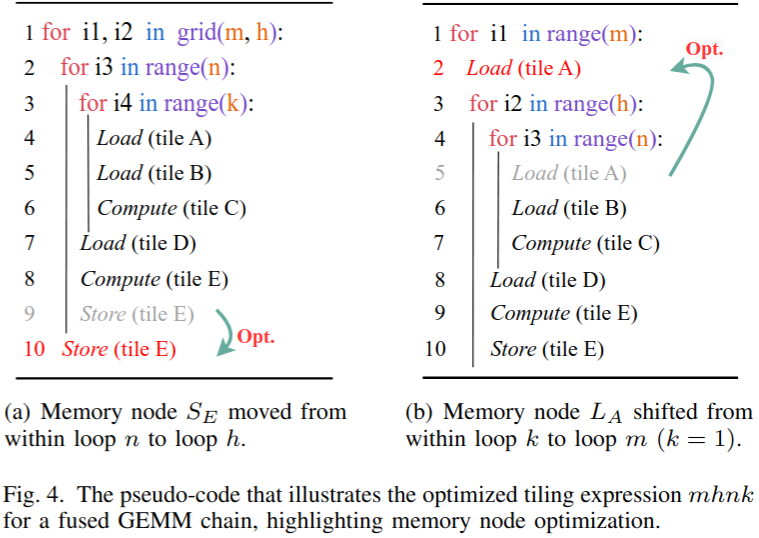 1 for i1, i2 in grid(m, h):
2 for i3 in range(n):
3 for i4 in range(k):
4 Load (tile A)
5 Load (tile B)
6 Compute (tile C)
7 Load (tile D)
8 Compute (tile E)
9 Store (tile E)
Opt.
10 Store (tile E)
(a) Memory node S_E moved from
within loop n to loop h.
1 for i1 in range(m):
Opt.
2 Load (tile A)
3 for i2 in range(h):
4 for i3 in range(n):
5 Load (tile A)
6 Load (tile B)
7 Compute (tile C)
8 Load (tile D)
9 Compute (tile E)
10 Store (tile E)
(b) Memory node L_A shifted from
within loop k to loop m (k = 1).
Fig. 4. The pseudo-code that illustrates the optimized tiling expression mhnk
for a fused GEMM chain, highlighting memory node optimization.